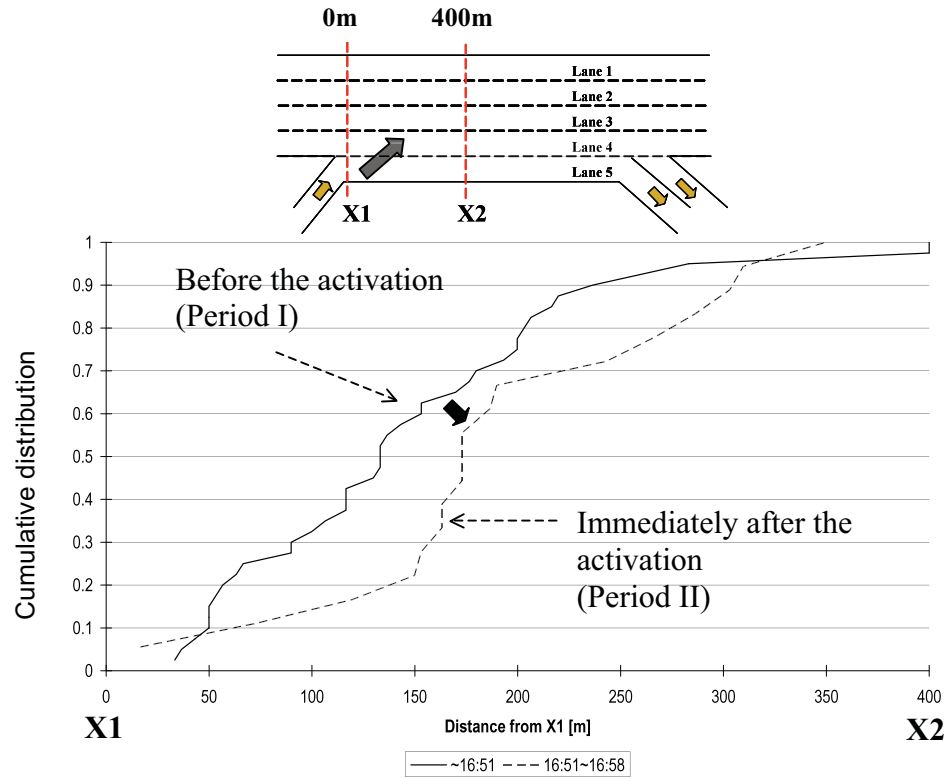 0m 400m
Lane 1
Lane 2
Lane 3
Lane 4
Lane 5
X1 X2
Cumulative distribution
1
0.9
0.8
0.7
0.6
0.5
0.4
0.3
0.2
0.1
0
Before the activation
(Period I)
Immediately after the
activation
(Period II)
0 50 100 150 200 250 300 350 400
X1 Distance from X1 [m] X2
~16:51 16:51~16:58